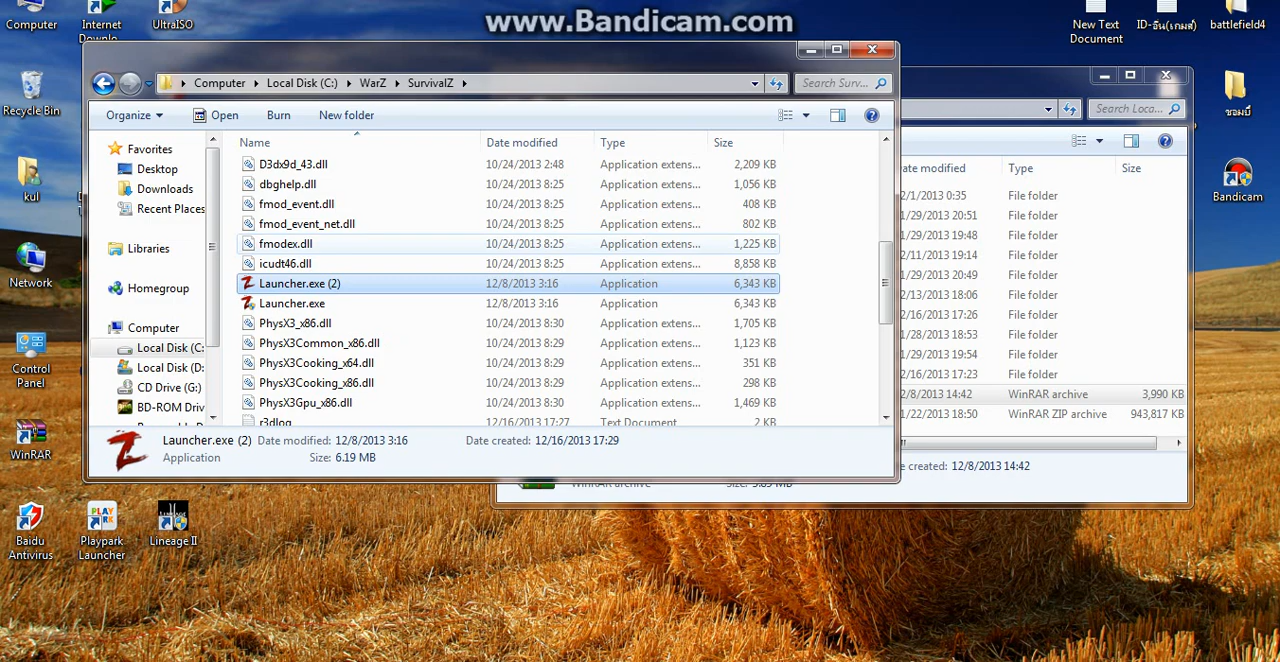 www.Bandicam.com
Computer
Internet
Downlo...
UltraISO
New Text
Document
ID-อัน(เกมส์)
battlefield4
Recycle Bin
kul
Network
Control
Panel
WinRAR
Baidu
Antivirus
Playpark
Launcher
Lineage II
ซอมบี้
Bandicam
Computer Local Disk (C:) WarZ SurvivalZ
Search Surv...
Organize Open Burn New folder
Favorites
Desktop
Downloads
Recent Places
Libraries
Homegroup
Computer
Local Disk (C:
Local Disk (D:
CD Drive (G:)
BD-ROM Driv
Name Date modified Type Size
D3dx9d_43.dll 10/24/2013 2:48 Application extens... 2,209 KB
dbghelp.dll 10/24/2013 8:25 Application extens... 1,056 KB
fmod_event.dll 10/24/2013 8:25 Application extens... 408 KB
fmod_event_net.dll 10/24/2013 8:25 Application extens... 802 KB
fmodex.dll 10/24/2013 8:25 Application extens... 1,225 KB
icudt46.dll 10/24/2013 8:25 Application extens... 8,858 KB
Launcher.exe (2) 12/8/2013 3:16 Application 6,343 KB
Launcher.exe 12/8/2013 3:16 Application 6,343 KB
PhysX3_x86.dll 10/24/2013 8:30 Application extens... 1,705 KB
PhysX3Common_x86.dll 10/24/2013 8:29 Application extens... 1,123 KB
PhysX3Cooking_x64.dll 10/24/2013 8:29 Application extens... 351 KB
PhysX3Cooking_x86.dll 10/24/2013 8:29 Application extens... 298 KB
PhysX3Gpu_x86.dll 10/24/2013 8:30 Application extens... 1,469 KB
r3dlog 12/16/2013 17:27 Text Document 2 KB
Launcher.exe (2) Date modified: 12/8/2013 3:16 Date created: 12/16/2013 17:29
Application Size: 6.19 MB
Search Loca...
ate modified Type Size
2/1/2013 0:35 File folder
1/29/2013 20:51 File folder
1/29/2013 19:48 File folder
2/11/2013 19:14 File folder
1/29/2013 20:49 File folder
2/13/2013 18:06 File folder
2/16/2013 17:26 File folder
1/28/2013 18:53 File folder
1/29/2013 19:54 File folder
2/16/2013 17:23 File folder
2/8/2013 14:42 WinRAR archive 3,990 KB
1/22/2013 18:50 WinRAR ZIP archive 943,817 KB
e created: 12/8/2013 14:42
WinRAR archive